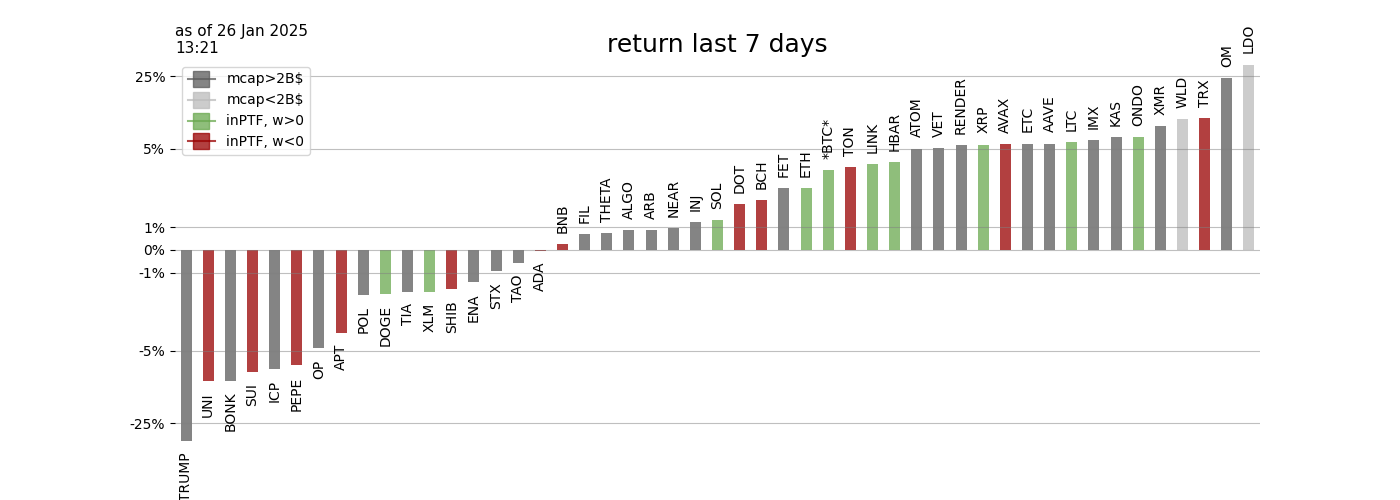 as of 26 Jan 2025
13:21
return last 7 days
mcap>2B$
mcap<2B$
inPTF, w>0
inPTF, w<0
25%
5%
1%
0%
-1%
-5%
-25%
TRUMP
UNI
BONK
SUI
ICP
PEPE
OP
APT
POL
DOGE
TIA
XLM
SHIB
ENA
STX
TAO
ADA
BNB
FIL
THETA
ALGO
ARB
NEAR
INJ
SOL
DOT
BCH
FET
ETH
*BTC*
TON
LINK
HBAR
ATOM
VET
RENDER
XRP
AVAX
ETC
AAVE
LTC
IMX
KAS
ONDO
XMR
WLD
TRX
OM
LDO